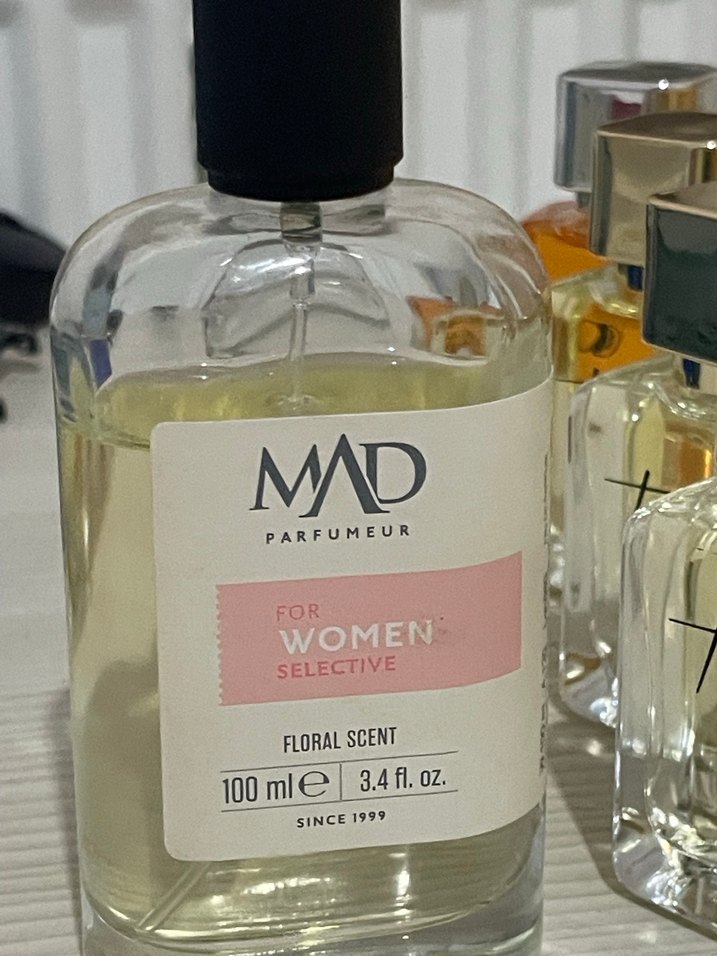 MAD
PARFUMEUR
FOR
WOMEN
SELECTIVE
FLORAL SCENT
100 ml ℮ 3.4 fl. oz.
SINCE 1999